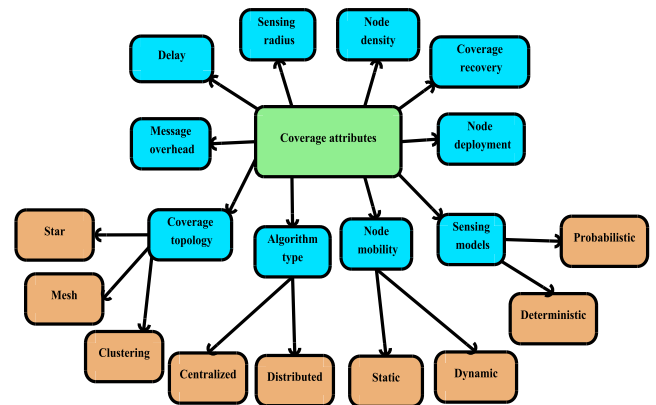 Sensing
radius
Node
density
Delay
Coverage
recovery
Message
overhead
Coverage attributes
Node
deployment
Coverage
topology
Algorithm
type
Node
mobility
Sensing
models
Star
Probabilistic
Mesh
Deterministic
Clustering
Centralized
Distributed
Static
Dynamic